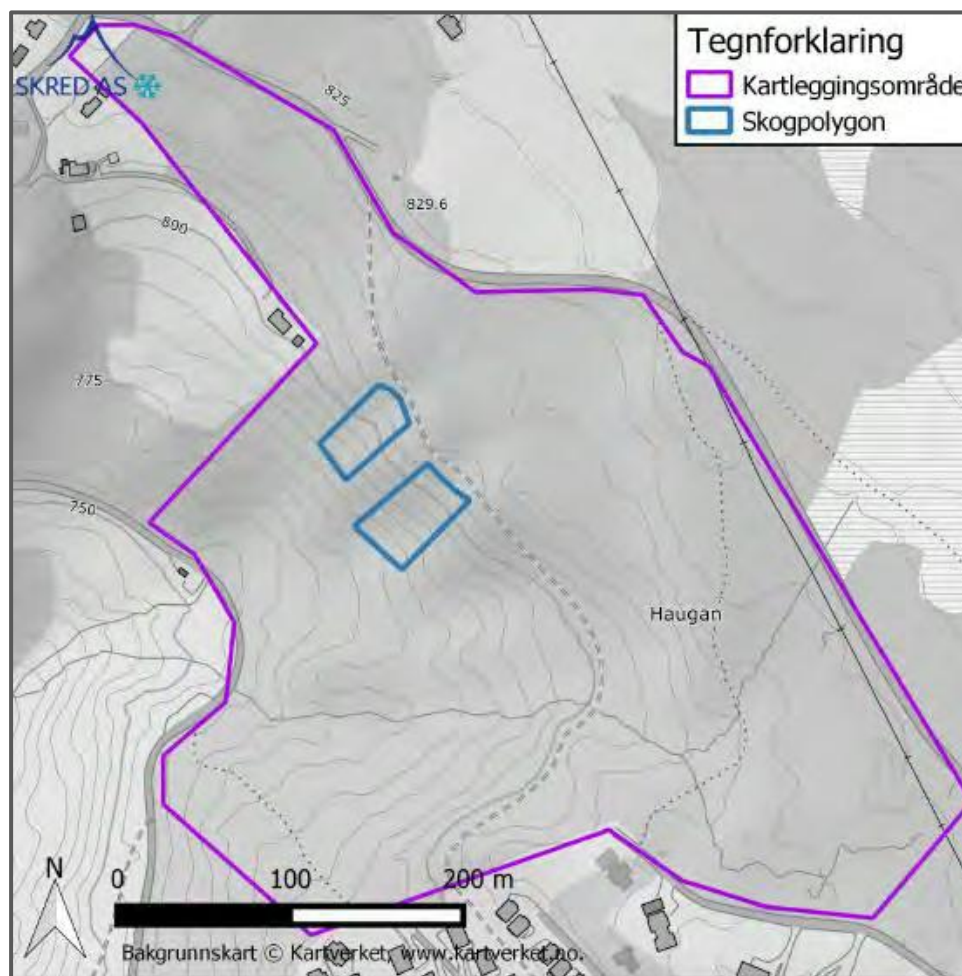 Tegnforklaring
Kartleggingsområde
Skogpolygon
SKRED AS
825
829.6
800
775
750
Haugan
N
0 100 200 m
Bakgrunnskart © Kartverket, www.kartverket.no.